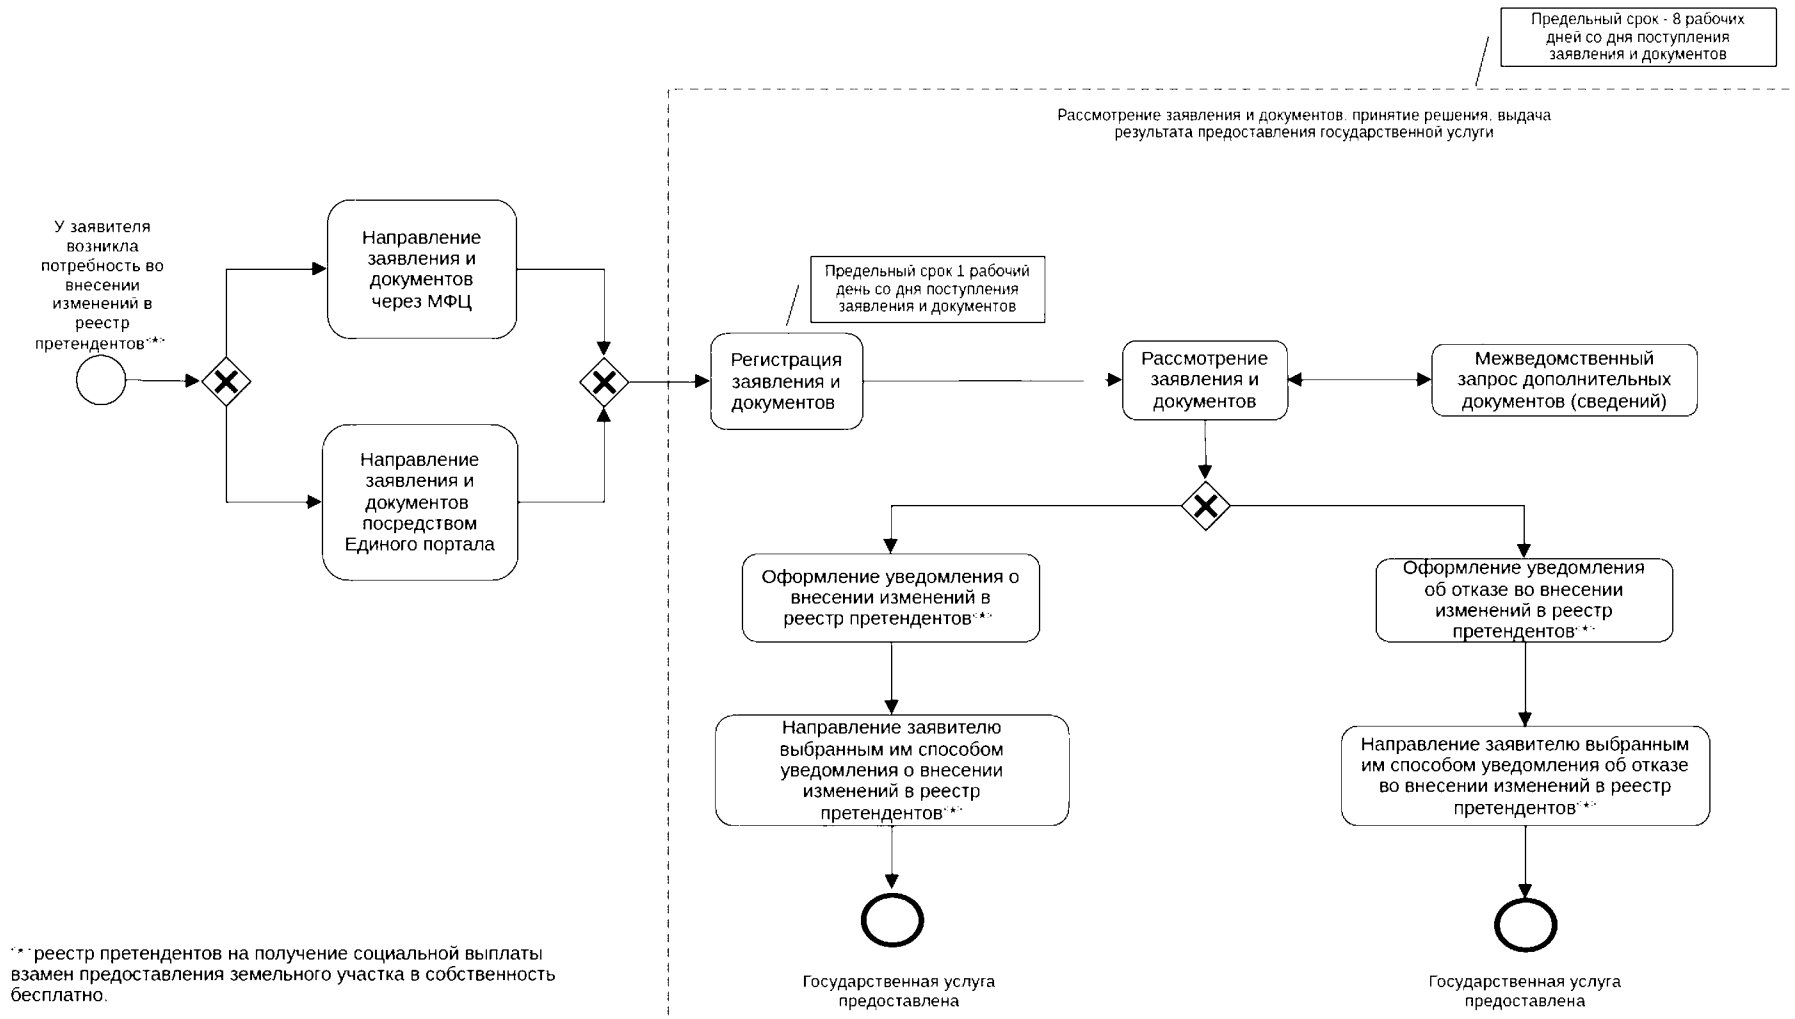 Предельный срок - 8 рабочих
дней со дня поступления
заявления и документов
Рассмотрение заявления и документов. принятие решения, выдача
результата предоставления государственной услуги
У заявителя
возникла
потребность во
внесении
изменений в
реестр
претендентов<*>
Направление
заявления и
документов
через МФЦ
Направление
заявления и
документов
посредством
Единого портала
Предельный срок 1 рабочий
день со дня поступления
заявления и документов
Регистрация
заявления и
документов
Рассмотрение
заявления и
документов
Межведомственный
запрос дополнительных
документов (сведений)
Оформление уведомления о
внесении изменений в
реестр претендентов<*>
Оформление уведомления
об отказе во внесении
изменений в реестр
претендентов<*>
Направление заявителю
выбранным им способом
уведомления о внесении
изменений в реестр
претендентов<*>
Направление заявителю выбранным
им способом уведомления об отказе
во внесении изменений в реестр
претендентов<*>
Государственная услуга
предоставлена
Государственная услуга
предоставлена
<*> реестр претендентов на получение социальной выплаты
взамен предоставления земельного участка в собственность
бесплатно.